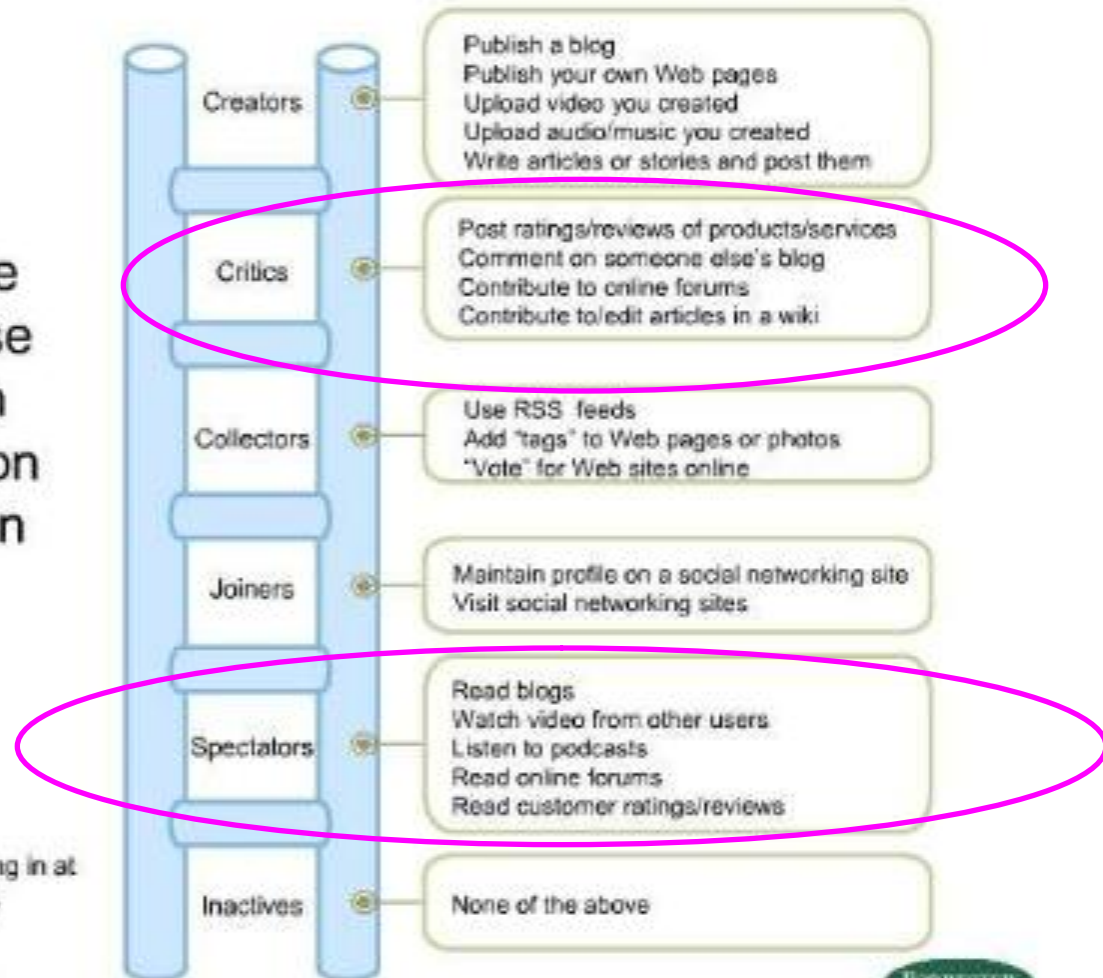 e
se
n
on
n
ng in at
Creators
Publish a blog
Publish your own Web pages
Upload video you created
Upload audio/music you created
Write articles or stories and post them
Critics
Post ratings/reviews of products/services
Comment on someone else's blog
Contribute to online forums
Contribute to/edit articles in a wiki
Collectors
Use RSS feeds
Add "tags" to Web pages or photos
"Vote" for Web sites online
Joiners
Maintain profile on a social networking site
Visit social networking sites
Spectators
Read blogs
Watch video from other users
Listen to podcasts
Read online forums
Read customer ratings/reviews
Inactives
None of the above